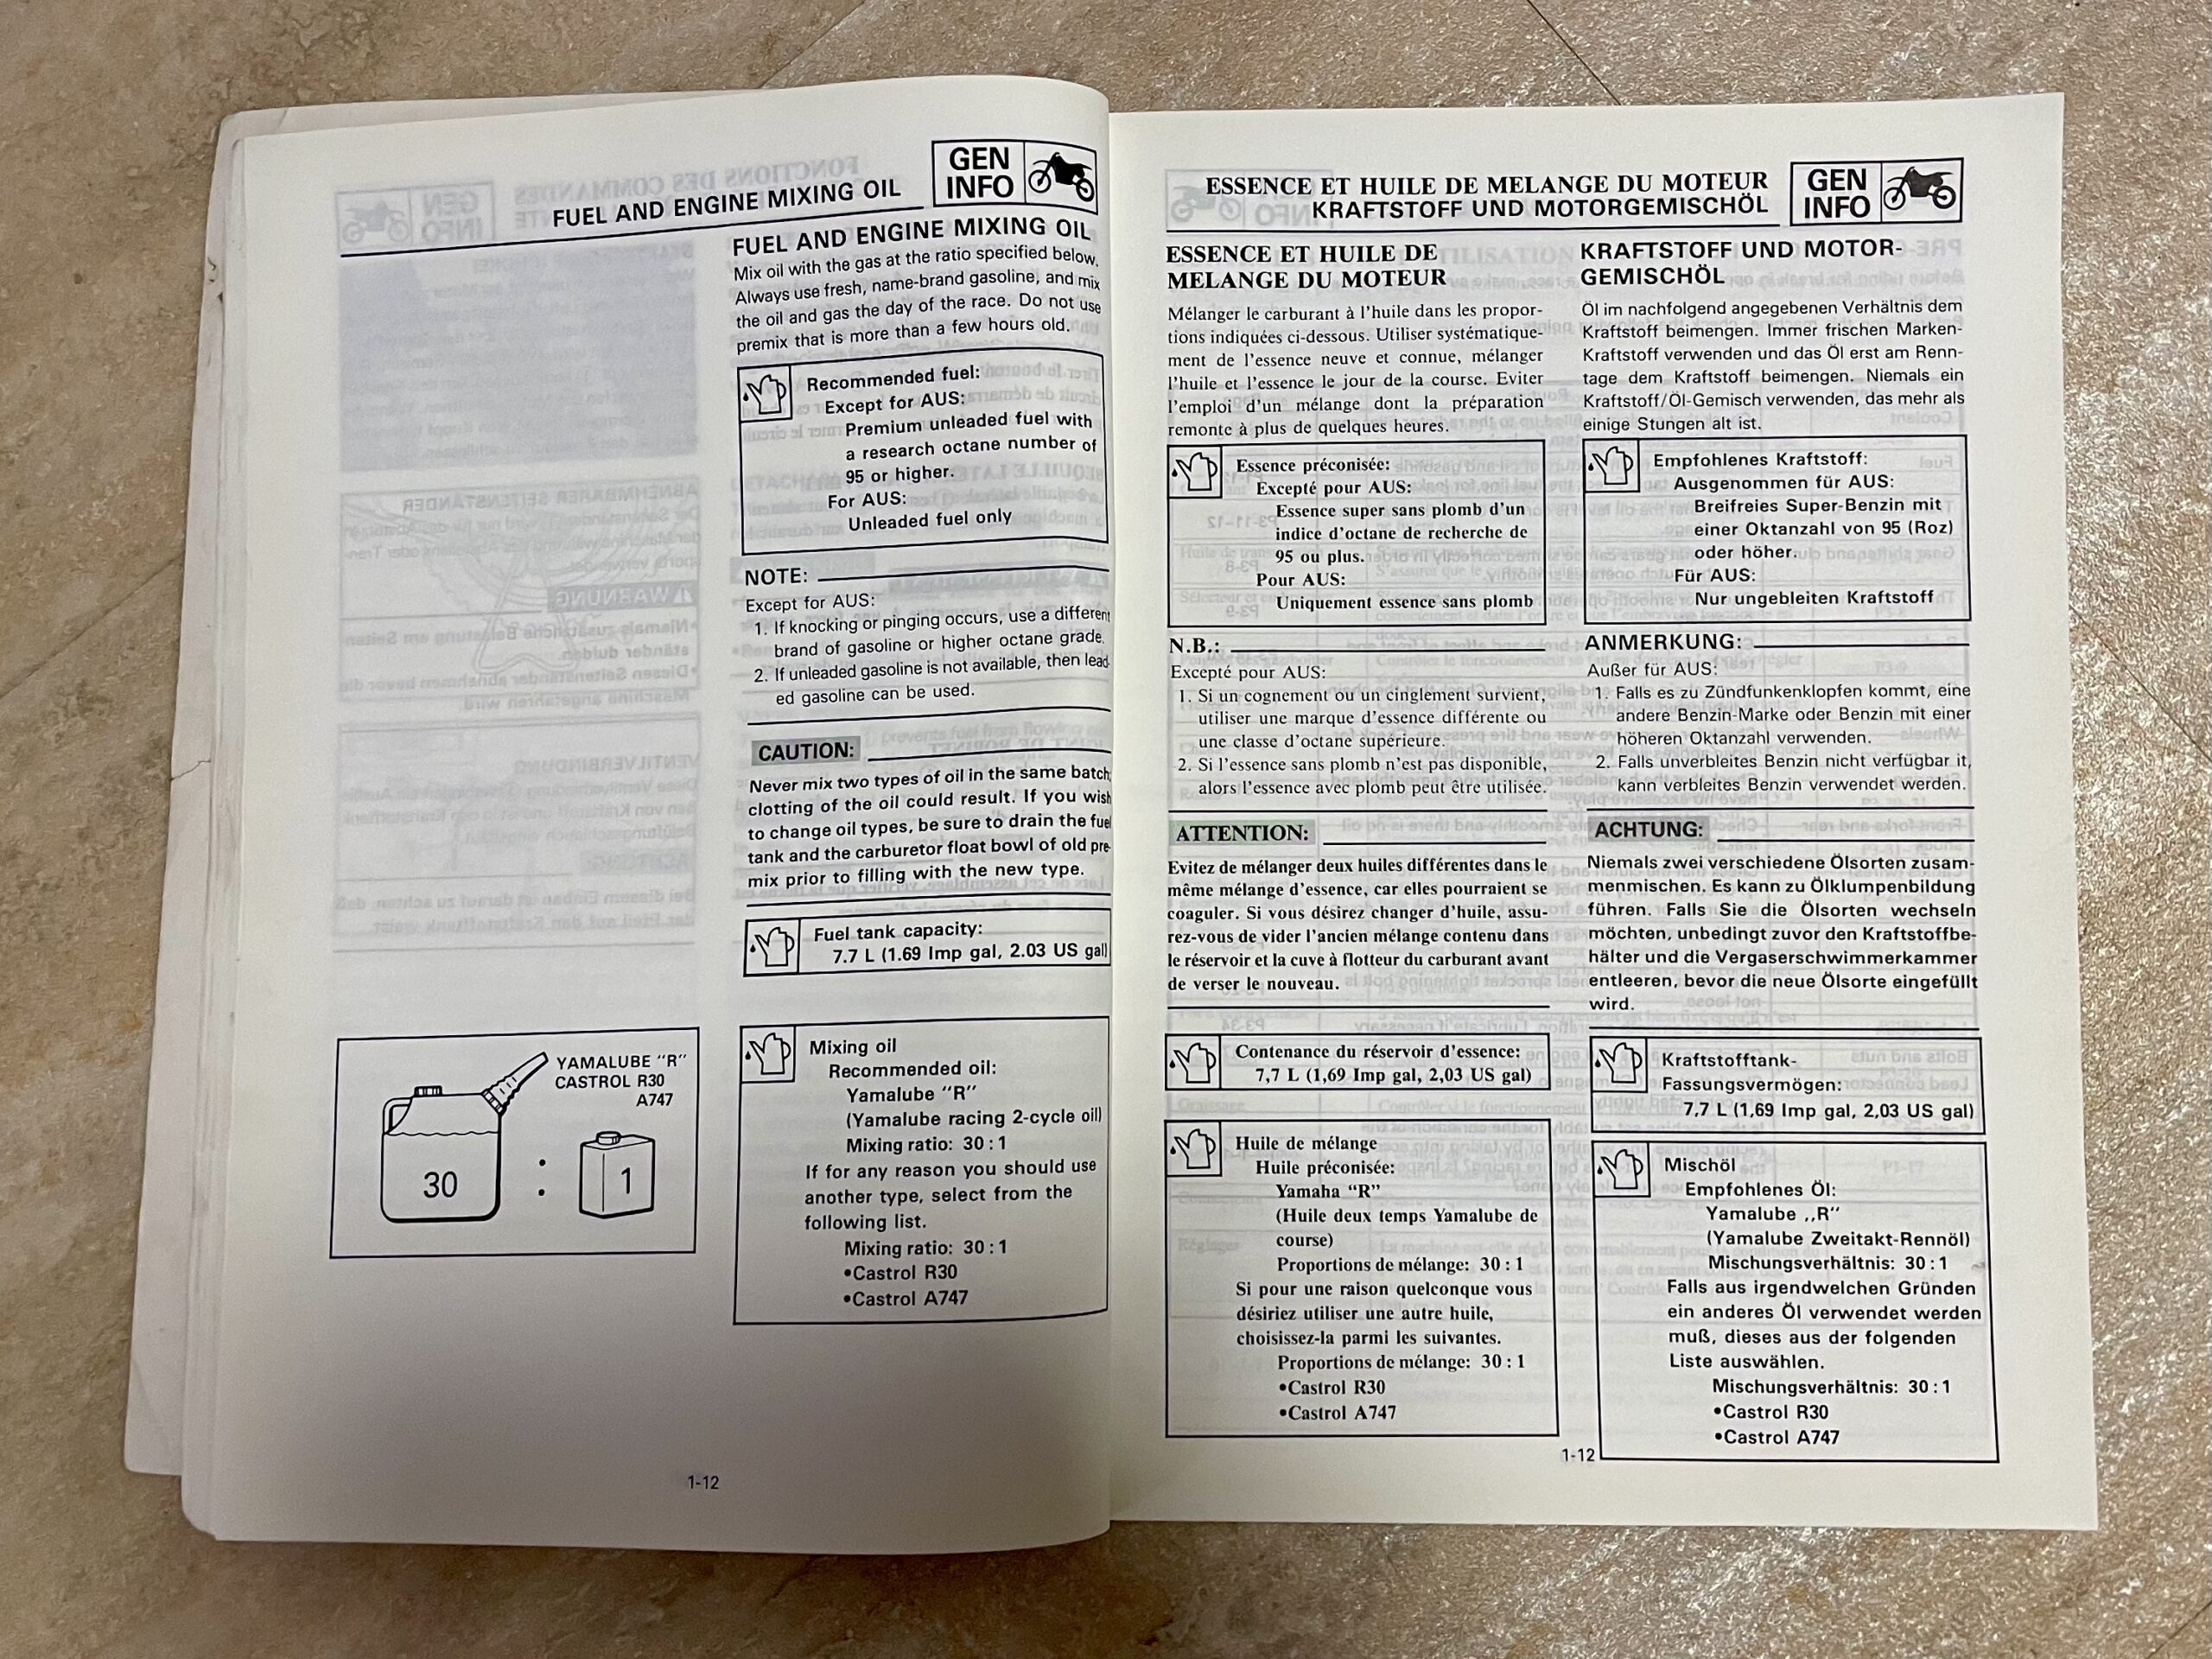 FUEL AND ENGINE MIXING OIL
GEN
INFO
FUEL AND ENGINE MIXING OIL
Mix oil with the gas at the ratio specified below.
Always use fresh, name-brand gasoline, and mix
the oil and gas the day of the race. Do not use
premix that is more than a few hours old.
Recommended fuel:
Except for AUS:
Premium unleaded fuel with
a research octane number of
95 or higher.
For AUS:
Unleaded fuel only
NOTE:
Except for AUS:
1. If knocking or pinging occurs, use a different
brand of gasoline or higher octane grade.
2. If unleaded gasoline is not available, then lead-
ed gasoline can be used.
CAUTION:
Never mix two types of oil in the same batch;
clotting of the oil could result. If you wish
to change oil types, be sure to drain the fuel
tank and the carburetor float bowl of old pre-
mix prior to filling with the new type.
Fuel tank capacity:
7.7 L (1.69 Imp gal, 2.03 US gal)
YAMALUBE "R"
CASTROL R30
A747
30 : 1
Mixing oil
Recommended oil:
Yamalube "R"
(Yamalube racing 2-cycle oil)
Mixing ratio: 30 : 1
If for any reason you should use
another type, select from the
following list.
Mixing ratio: 30 : 1
•Castrol R30
•Castrol A747
1-12
ESSENCE ET HUILE DE MELANGE DU MOTEUR
KRAFTSTOFF UND MOTORGEMISCHÖL
GEN
INFO
ESSENCE ET HUILE DE
MELANGE DU MOTEUR
Mélanger le carburant à l'huile dans les propor-
tions indiquées ci-dessous. Utiliser systématique-
ment de l'essence neuve et connue, mélanger
l'huile et l'essence le jour de la course. Eviter
l'emploi d'un mélange dont la préparation
remonte à plus de quelques heures.
Essence préconisée:
Excepté pour AUS:
Essence super sans plomb d'un
indice d'octane de recherche de
95 ou plus.
Pour AUS:
Uniquement essence sans plomb
N.B.:
Excepté pour AUS:
1. Si un cognement ou un cinglement survient,
utiliser une marque d'essence différente ou
une classe d'octane supérieure.
2. Si l'essence sans plomb n'est pas disponible,
alors l'essence avec plomb peut être utilisée.
ATTENTION:
Evitez de mélanger deux huiles différentes dans le
même mélange d'essence, car elles pourraient se
coaguler. Si vous désirez changer d'huile, assu-
rez-vous de vider l'ancien mélange contenu dans
le réservoir et la cuve à flotteur du carburant avant
de verser le nouveau.
Contenance du réservoir d'essence:
7,7 L (1,69 Imp gal, 2,03 US gal)
Huile de mélange
Huile préconisée:
Yamaha "R"
(Huile deux temps Yamalube de
course)
Proportions de mélange: 30 : 1
Si pour une raison quelconque vous
désiriez utiliser une autre huile,
choisissez-la parmi les suivantes.
Proportions de mélange: 30 : 1
•Castrol R30
•Castrol A747
KRAFTSTOFF UND MOTOR-
GEMISCHÖL
Öl im nachfolgend angegebenen Verhältnis dem
Kraftstoff beimengen. Immer frischen Marken-
Kraftstoff verwenden und das Öl erst am Renn-
tage dem Kraftstoff beimengen. Niemals ein
Kraftstoff/Öl-Gemisch verwenden, das mehr als
einige Stungen alt ist.
Empfohlenes Kraftstoff:
Ausgenommen für AUS:
Breifreies Super-Benzin mit
einer Oktanzahl von 95 (Roz)
oder höher.
Für AUS:
Nur ungebleiten Kraftstoff
ANMERKUNG:
Außer für AUS:
1. Falls es zu Zündfunkenklopfen kommt, eine
andere Benzin-Marke oder Benzin mit einer
höheren Oktanzahl verwenden.
2. Falls unverbleites Benzin nicht verfügbar it,
kann verbleites Benzin verwendet werden.
ACHTUNG:
Niemals zwei verschiedene Ölsorten zusam-
menmischen. Es kann zu Ölklumpenbildung
führen. Falls Sie die Ölsorten wechseln
möchten, unbedingt zuvor den Kraftstoffbe-
hälter und die Vergaserschwimmerkammer
entleeren, bevor die neue Ölsorte eingefüllt
wird.
Kraftstofftank-
Fassungsvermögen:
7,7 L (1,69 Imp gal, 2,03 US gal)
Mischöl
Empfohlenes Öl:
Yamalube ,,R"
(Yamalube Zweitakt-Rennöl)
Mischungsverhältnis: 30 : 1
Falls aus irgendwelchen Gründen
ein anderes Öl verwendet werden
muß, dieses aus der folgenden
Liste auswählen.
Mischungsverhältnis: 30 : 1
•Castrol R30
•Castrol A747
1-12